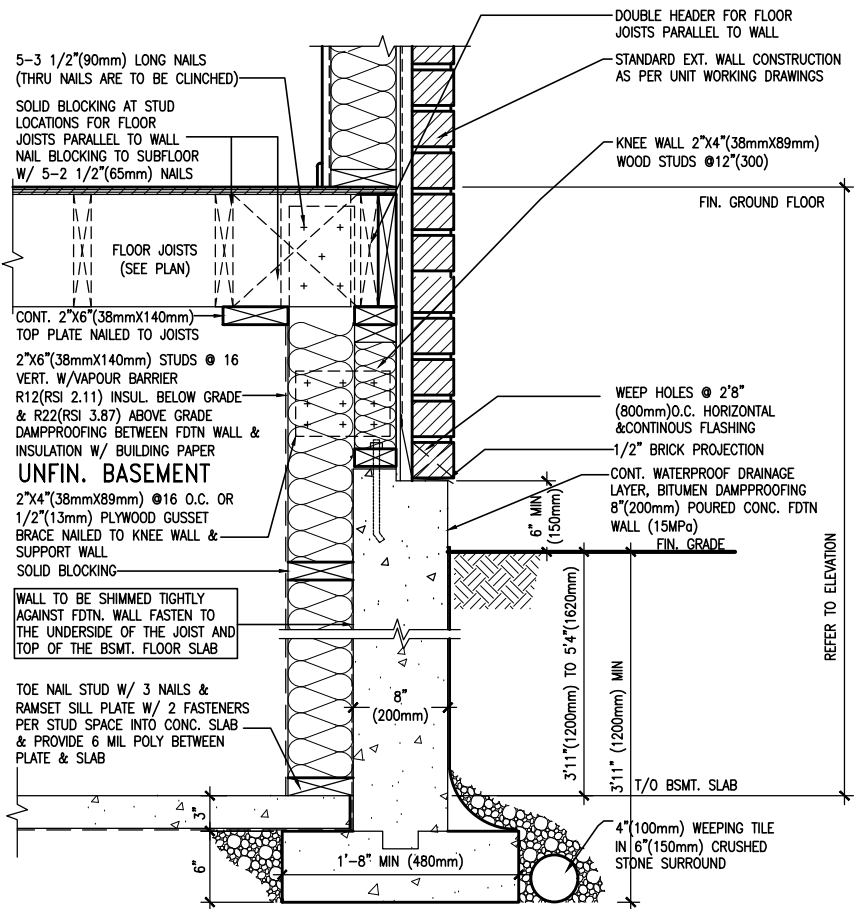 5-3 1/2"(90mm) LONG NAILS
(THRU NAILS ARE TO BE CLINCHED)
SOLID BLOCKING AT STUD
LOCATIONS FOR FLOOR
JOISTS PARALLEL TO WALL
NAIL BLOCKING TO SUBFLOOR
W/ 5-2 1/2"(65mm) NAILS
FLOOR JOISTS
(SEE PLAN)
CONT. 2"X6"(38mmX140mm)
TOP PLATE NAILED TO JOISTS
2"X6"(38mmX140mm) STUDS @ 16
VERT. W/VAPOUR BARRIER
R12(RSI 2.11) INSUL. BELOW GRADE
& R22(RSI 3.87) ABOVE GRADE
DAMPPROOFING BETWEEN FDTN WALL &
INSULATION W/ BUILDING PAPER
UNFIN. BASEMENT
2"X4"(38mmX89mm) @16 O.C. OR
1/2"(13mm) PLYWOOD GUSSET
BRACE NAILED TO KNEE WALL &
SUPPORT WALL
SOLID BLOCKING
WALL TO BE SHIMMED TIGHTLY
AGAINST FDTN. WALL FASTEN TO
THE UNDERSIDE OF THE JOIST AND
TOP OF THE BSMT. FLOOR SLAB
TOE NAIL STUD W/ 3 NAILS &
RAMSET SILL PLATE W/ 2 FASTENERS
PER STUD SPACE INTO CONC. SLAB
& PROVIDE 6 MIL POLY BETWEEN
PLATE & SLAB
3"
6"
8"
(200mm)
1'-8" MIN (480mm)
DOUBLE HEADER FOR FLOOR
JOISTS PARALLEL TO WALL
STANDARD EXT. WALL CONSTRUCTION
AS PER UNIT WORKING DRAWINGS
KNEE WALL 2"X4"(38mmX89mm)
WOOD STUDS @12"(300)
FIN. GROUND FLOOR
WEEP HOLES @ 2'8"
(800mm)O.C. HORIZONTAL
&CONTINOUS FLASHING
1/2" BRICK PROJECTION
CONT. WATERPROOF DRAINAGE
LAYER, BITUMEN DAMPPROOFING
8"(200mm) POURED CONC. FDTN
WALL (15MPa)
FIN. GRADE
6" MIN
(150mm)
3'11"(1200mm) TO 5'4"(1620mm)
3'11" (1200mm) MIN
REFER TO ELEVATION
T/O BSMT. SLAB
4"(100mm) WEEPING TILE
IN 6"(150mm) CRUSHED
STONE SURROUND